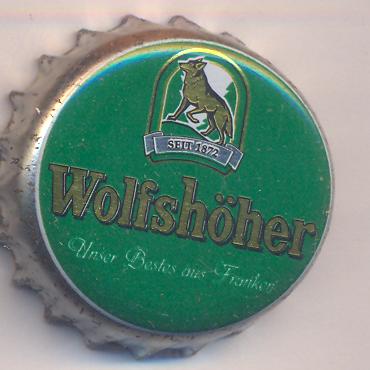 SEIT 1872
Wolfshöher
Unser Bestes aus Franken